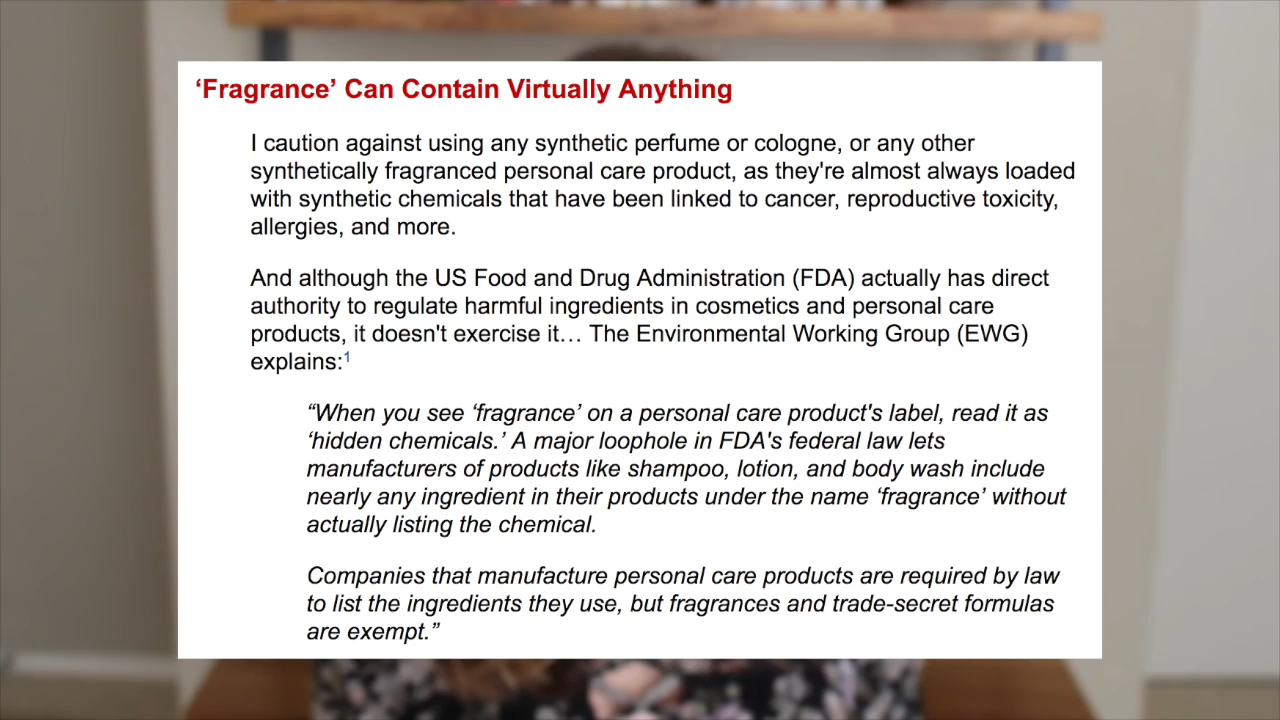 ‘Fragrance’ Can Contain Virtually Anything
I caution against using any synthetic perfume or cologne, or any other
synthetically fragranced personal care product, as they're almost always loaded
with synthetic chemicals that have been linked to cancer, reproductive toxicity,
allergies, and more.
And although the US Food and Drug Administration (FDA) actually has direct
authority to regulate harmful ingredients in cosmetics and personal care
products, it doesn't exercise it… The Environmental Working Group (EWG)
explains:¹
“When you see ‘fragrance’ on a personal care product's label, read it as
‘hidden chemicals.’ A major loophole in FDA's federal law lets
manufacturers of products like shampoo, lotion, and body wash include
nearly any ingredient in their products under the name ‘fragrance’ without
actually listing the chemical.
Companies that manufacture personal care products are required by law
to list the ingredients they use, but fragrances and trade-secret formulas
are exempt.”